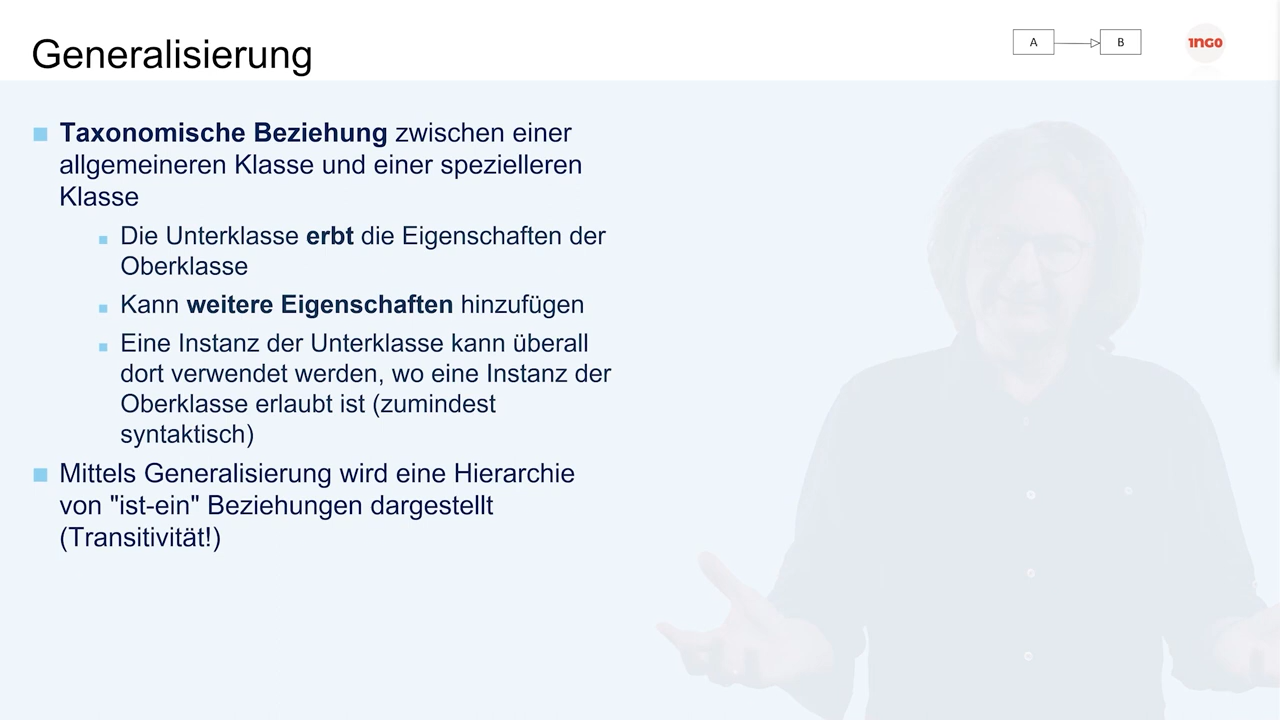 Generalisierung
A
B
1NGO
Taxonomische Beziehung zwischen einer
allgemeineren Klasse und einer spezielleren
Klasse
Die Unterklasse erbt die Eigenschaften der
Oberklasse
Kann weitere Eigenschaften hinzufügen
Eine Instanz der Unterklasse kann überall
dort verwendet werden, wo eine Instanz der
Oberklasse erlaubt ist (zumindest
syntaktisch)
Mittels Generalisierung wird eine Hierarchie
von "ist-ein" Beziehungen dargestellt
(Transitivität!)